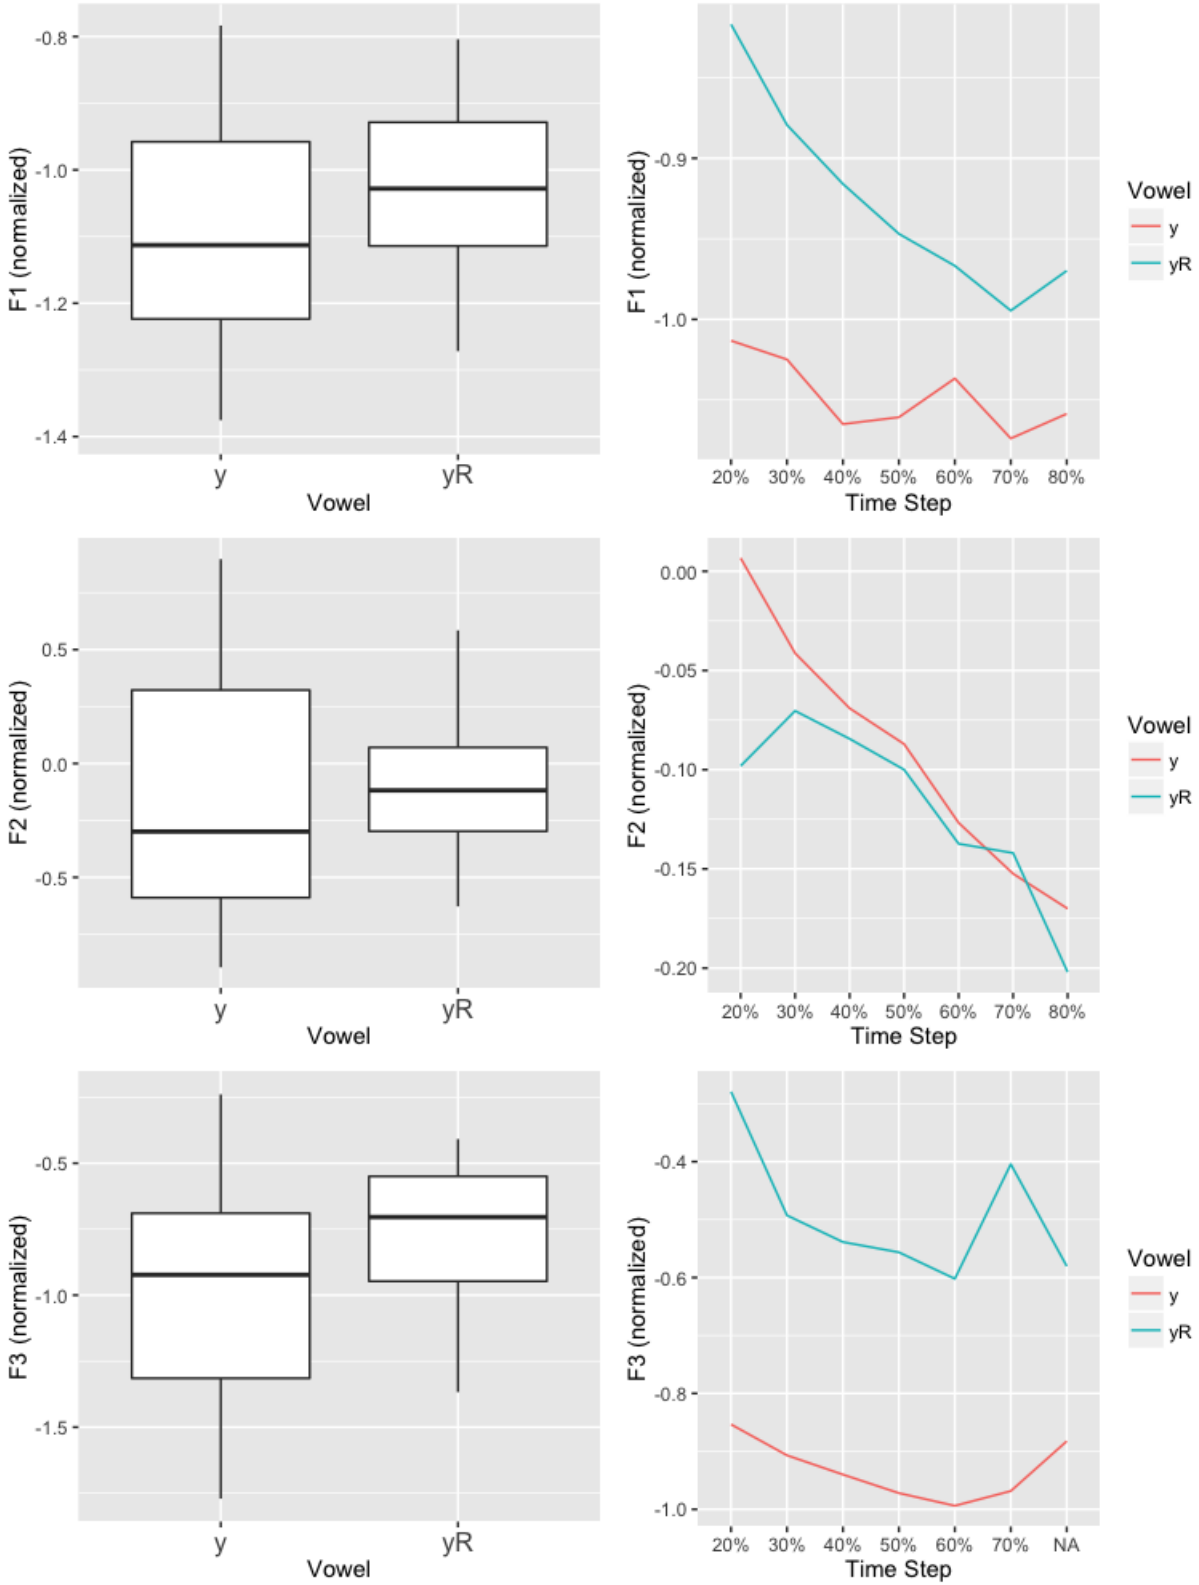 F1 (normalized)
-0.8
-1.0
-1.2
-1.4
y yR
Vowel
F1 (normalized)
-0.9
-1.0
20% 30% 40% 50% 60% 70% 80%
Time Step
Vowel
y
yR
F2 (normalized)
0.5
0.0
-0.5
y yR
Vowel
F2 (normalized)
0.00
-0.05
-0.10
-0.15
-0.20
20% 30% 40% 50% 60% 70% 80%
Time Step
Vowel
y
yR
F3 (normalized)
-0.5
-1.0
-1.5
y yR
Vowel
F3 (normalized)
-0.4
-0.6
-0.8
-1.0
20% 30% 40% 50% 60% 70% NA
Time Step
Vowel
y
yR